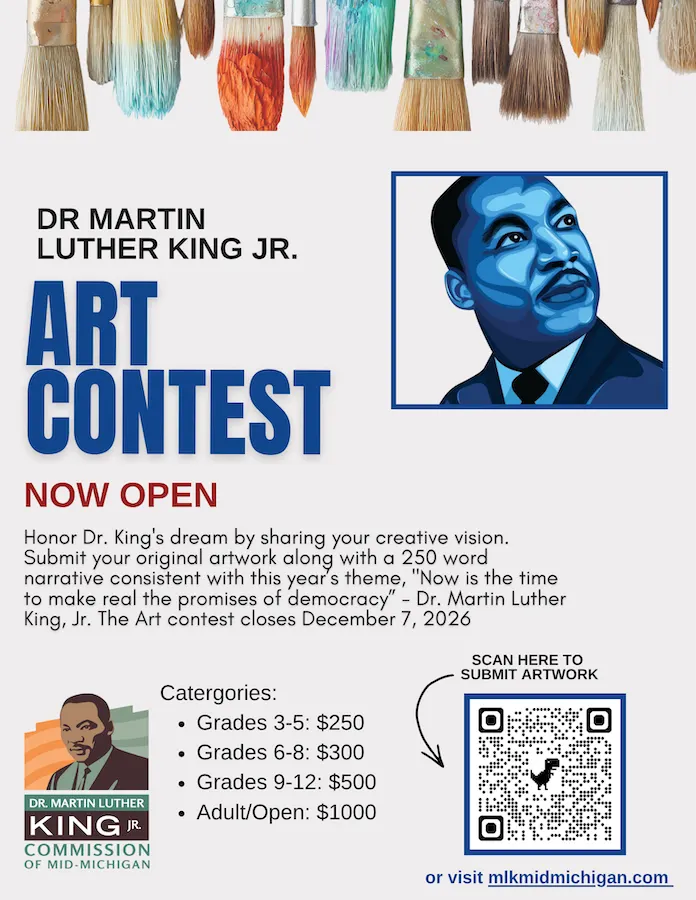 DR MARTIN
LUTHER KING JR.
ART
CONTEST
NOW OPEN
Honor Dr. King's dream by sharing your creative vision.
Submit your original artwork along with a 250 word
narrative consistent with this year's theme, "Now is the time
to make real the promises of democracy” - Dr. Martin Luther
King, Jr. The Art contest closes December 7, 2026
SCAN HERE TO
SUBMIT ARTWORK
Catergories:
• Grades 3-5: $250
• Grades 6-8: $300
• Grades 9-12: $500
• Adult/Open: $1000
DR. MARTIN LUTHER
KING JR.
COMMISSION
OF MID-MICHIGAN
or visit mlkmidmichigan.com